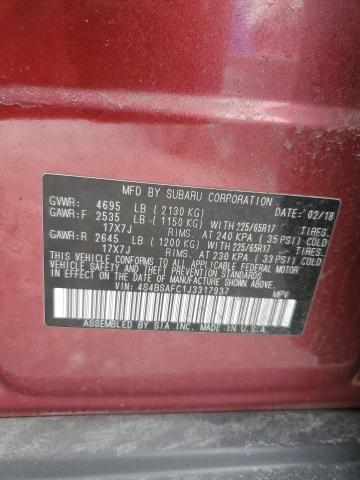 MFD BY SUBARU CORPORATION DATE: 02/18
GVWR: 4695 LB (2130 KG)
GAWR:F 2535 LB (1150 KG) WITH 225/65R17 TIRES.
17X7J RIMS. AT 240 KPA (35 PSI) COLD
GAWR:R 2645 LB (1200 KG) WITH 225/65R17 TIRES.
17X7J RIMS. AT 230 KPA (33 PSI) COLD
THIS VEHICLE CONFORMS TO ALL APPLICABLE FEDERAL MOTOR
VEHICLE SAFETY
STANDARDS IN EFFECT ON THE DATE OF MANUFACTURE SHOWN ABOVE.
VIN: 4S4BSAFC1J3317937 MPV
ASSEMBLED BY SIA INC. MADE IN U.S.A